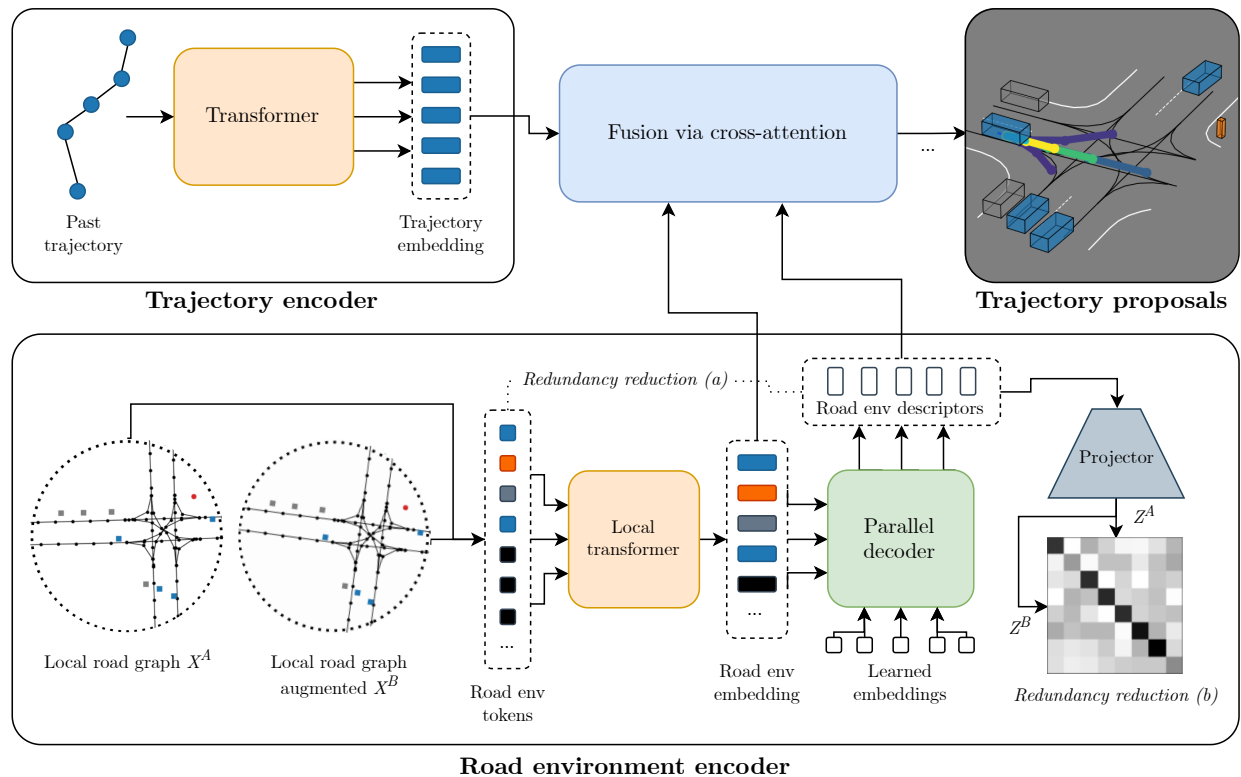 Transformer
Fusion via cross-attention
...
Past
trajectory
Trajectory
embedding
Trajectory encoder
Trajectory proposals
Redundancy reduction (a)
Road env descriptors
Projector
Local
transformer
Parallel
decoder
Z^A
Z^B
...
...
Local road graph X^A
Local road graph
augmented X^B
Road env
tokens
Road env
embedding
Learned
embeddings
Redundancy reduction (b)
Road environment encoder